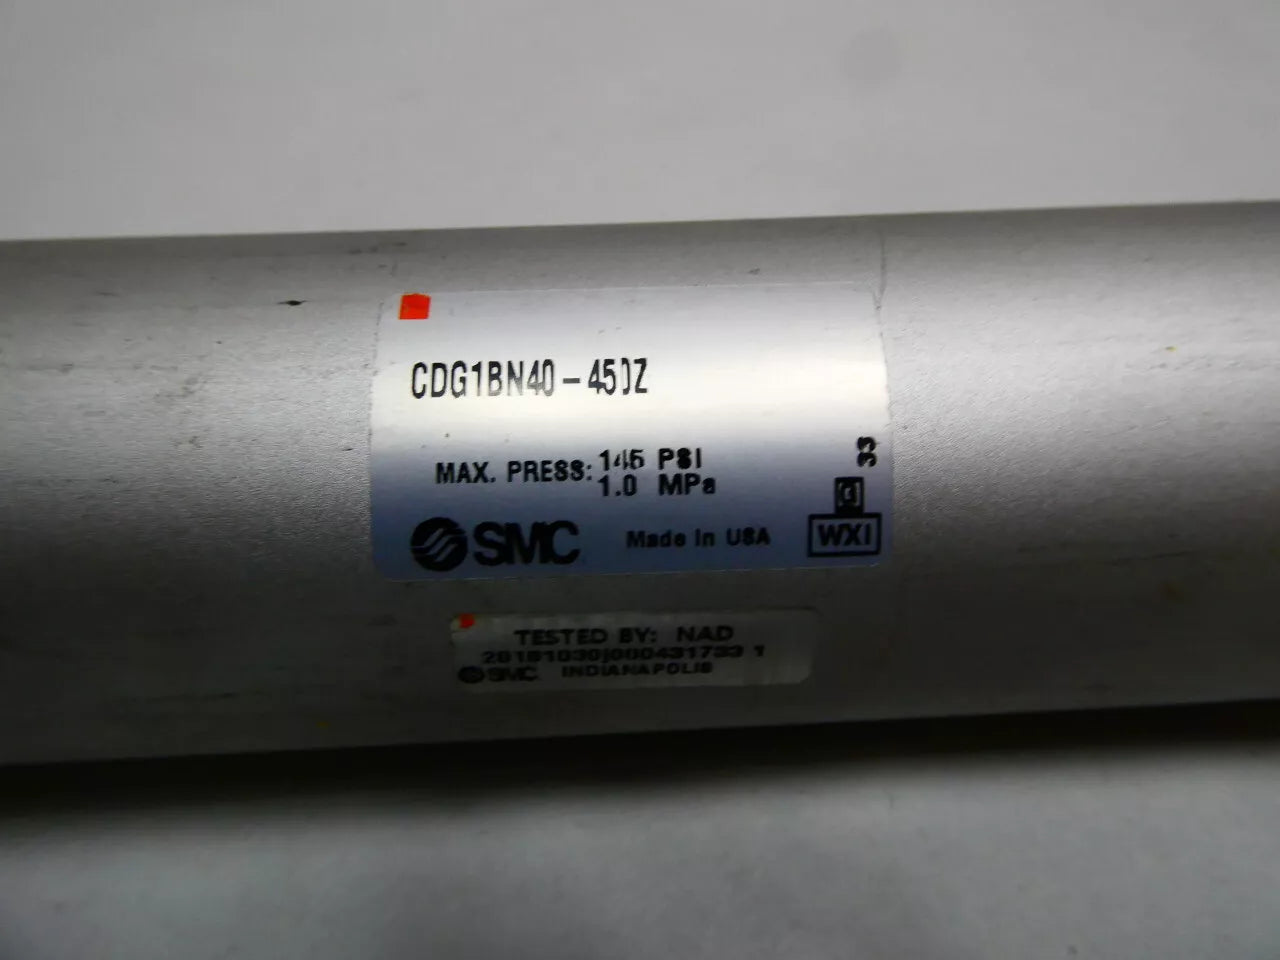 CDG1BN40-450Z
MAX. PRESS: 145 PSI
1.0 MPa
33
SMC Made in USA
WXI
TESTED BY: NAD
20181030j000431733 1
SMC INDIANAPOLIS